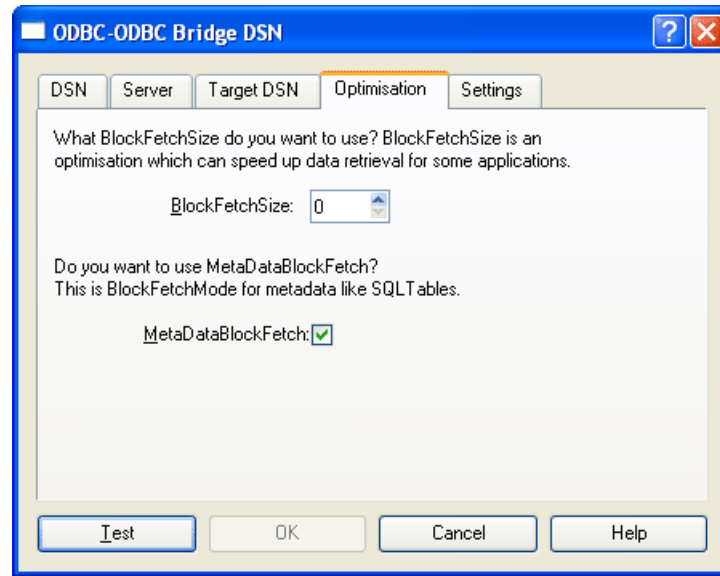 ODBC-ODBC Bridge DSN
DSN Server Target DSN Optimisation Settings
What BlockFetchSize do you want to use? BlockFetchSize is an
optimisation which can speed up data retrieval for some applications.
BlockFetchSize: 0
Do you want to use MetaDataBlockFetch?
This is BlockFetchMode for metadata like SQLTables.
MetaDataBlockFetch:
Test OK Cancel Help